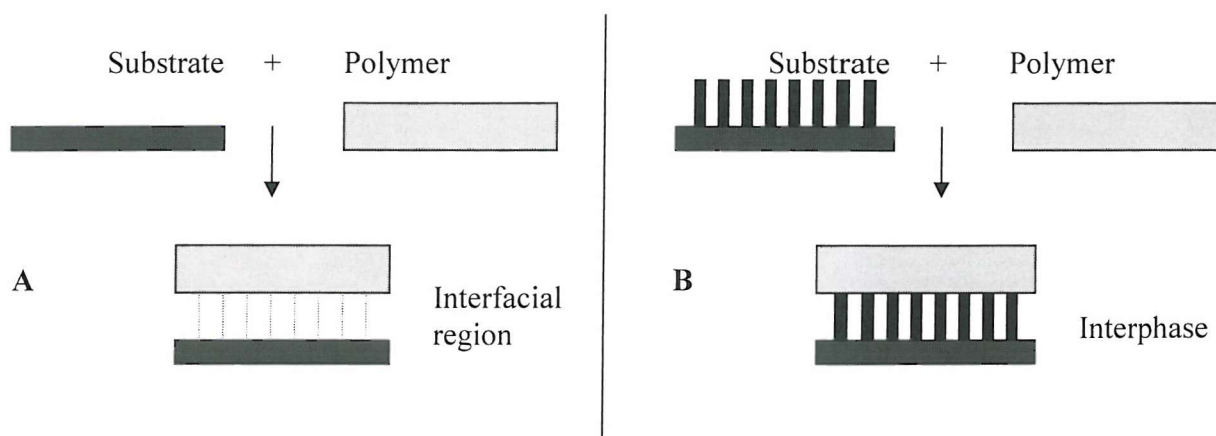 Substrate + Polymer
A
Interfacial
region
Substrate + Polymer
B
Interphase